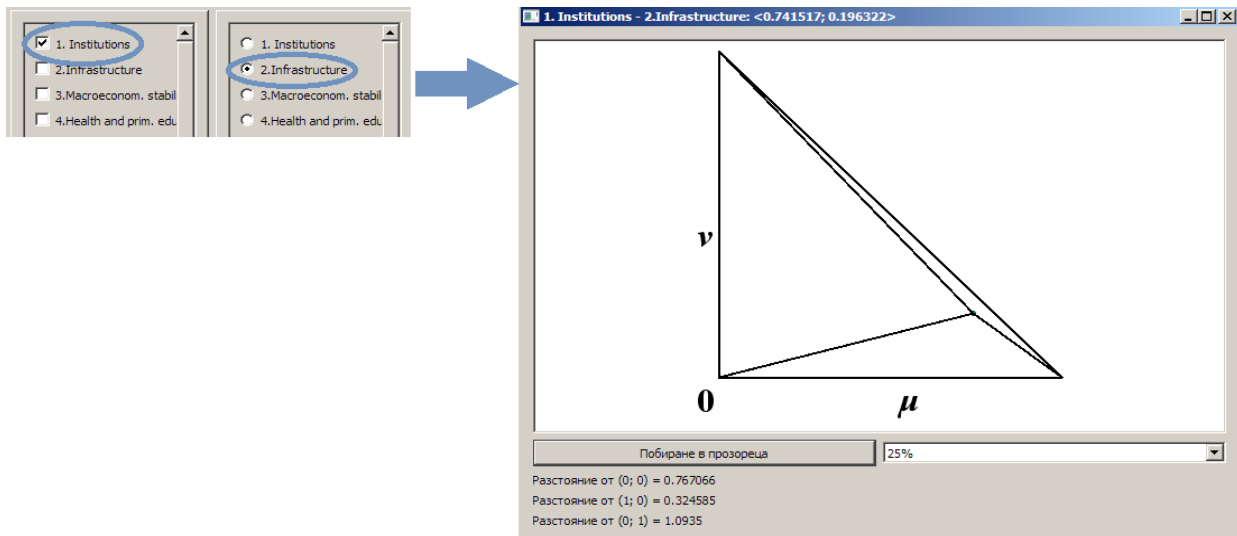 1. Institutions
2.Infrastructure
3.Macroeconom. stabil
4.Health and prim. edu
1. Institutions
2.Infrastructure
3.Macroeconom. stabil
4.Health and prim. edu
1. Institutions - 2.Infrastructure: <0.741517; 0.196322>
ν
0
μ
Побиране в прозореца
25%
Разстояние от (0; 0) = 0.767066
Разстояние от (1; 0) = 0.324585
Разстояние от (0; 1) = 1.0935